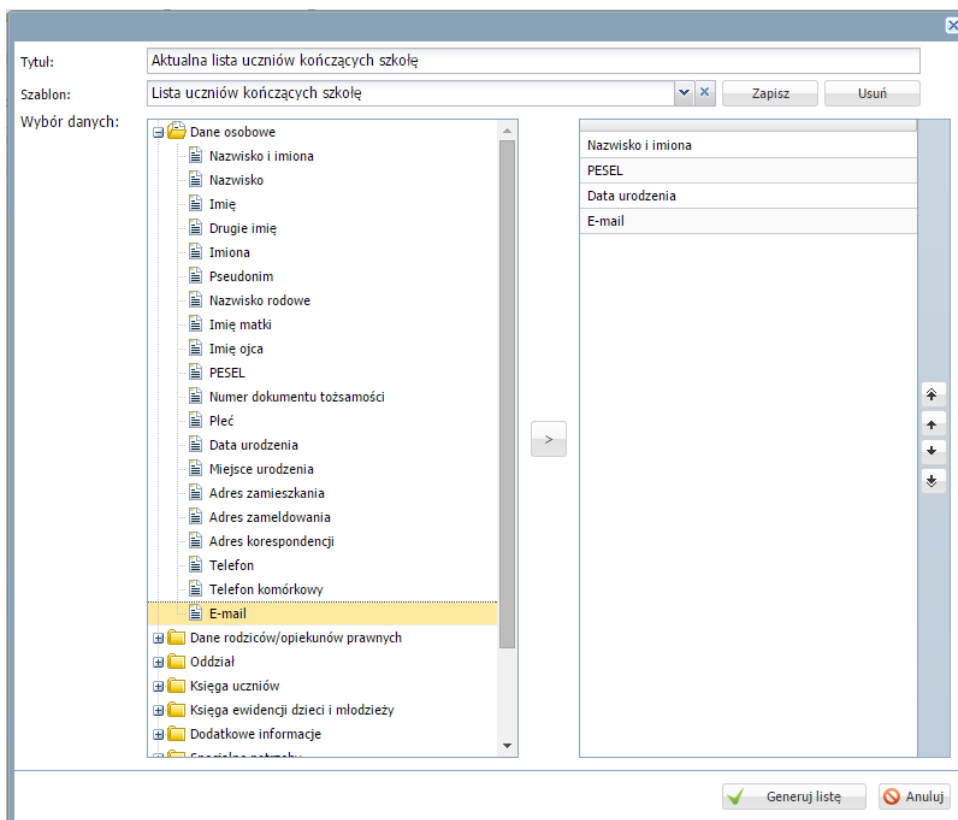 Tytuł:
Aktualna lista uczniów kończących szkołę
Szablon:
Lista uczniów kończących szkołę
Zapisz
Usuń
Wybór danych:
Dane osobowe
Nazwisko i imiona
Nazwisko
Imię
Drugie imię
Imiona
Pseudonim
Nazwisko rodowe
Imię matki
Imię ojca
PESEL
Numer dokumentu tożsamości
Płeć
Data urodzenia
Miejsce urodzenia
Adres zamieszkania
Adres zameldowania
Adres korespondencji
Telefon
Telefon komórkowy
E-mail
Dane rodziców/opiekunów prawnych
Oddział
Księga uczniów
Księga ewidencji dzieci i młodzieży
Dodatkowe informacje
>
Nazwisko i imiona
PESEL
Data urodzenia
E-mail
Generuj listę
Anuluj